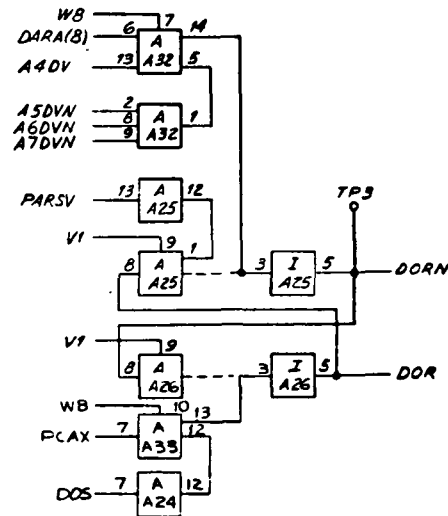 W8 7
DARA(8) 6 A 14
A4DV 13 A32 5
A5DVN 2
A6DVN 8 A 1
A7DVN 9 A32
PARSV 13 A 12
A25
TP3
V1 9 1
8 A 3 I 5 DORN
A25 A25
V1 9
8 A 3 I 5 DOR
A26 A26
W8 10 13
PCAX 7 A 12
A33
DOS 7 A 12
A24